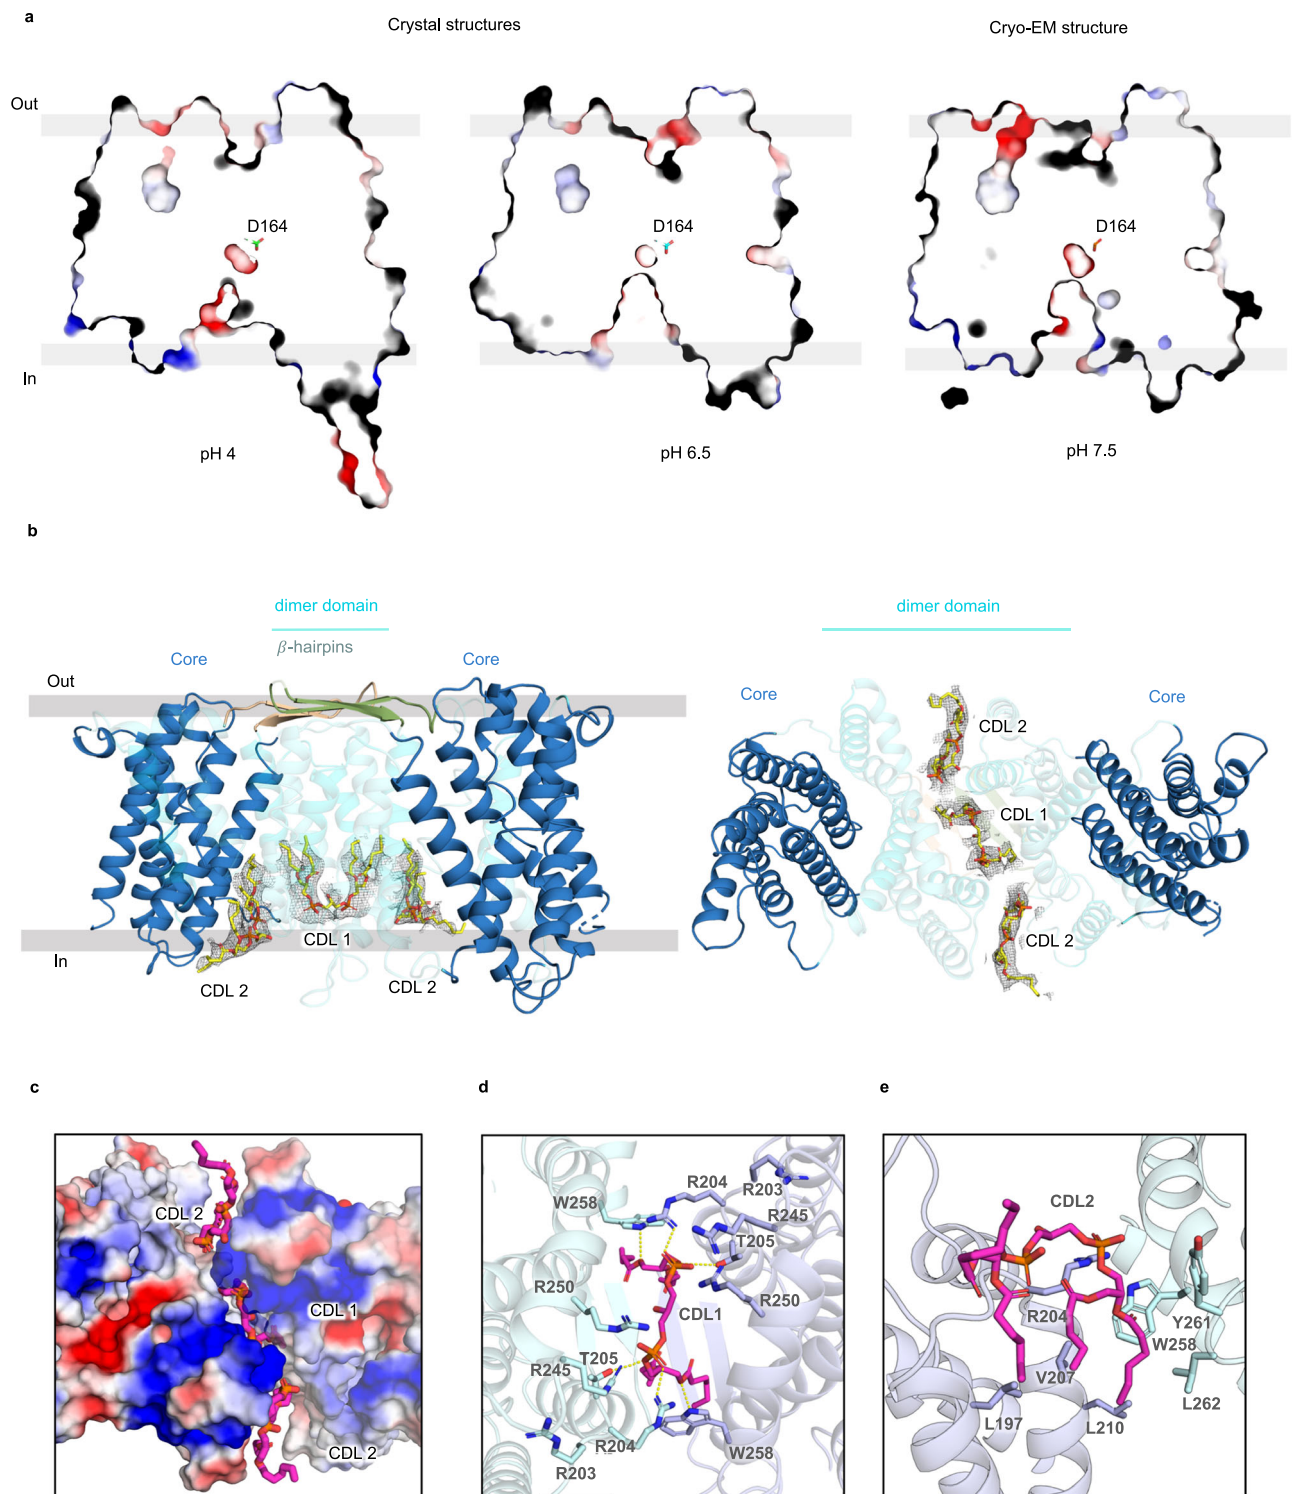 a
Crystal structures
Cryo-EM structure
Out
D164
D164
D164
In
pH 4
pH 6.5
pH 7.5
b
dimer domain
dimer domain
β-hairpins
Core
Core
Out
Core
Core
CDL 2
CDL 1
CDL 1
CDL 2
In
CDL 2
CDL 2
c
d
e
CDL 2
CDL 1
CDL 2
R204
R203
W258
R245
T205
R250
CDL1
R250
T205
R245
R204
R203
W258
CDL2
R204
Y261
W258
V207
L262
L197
L210